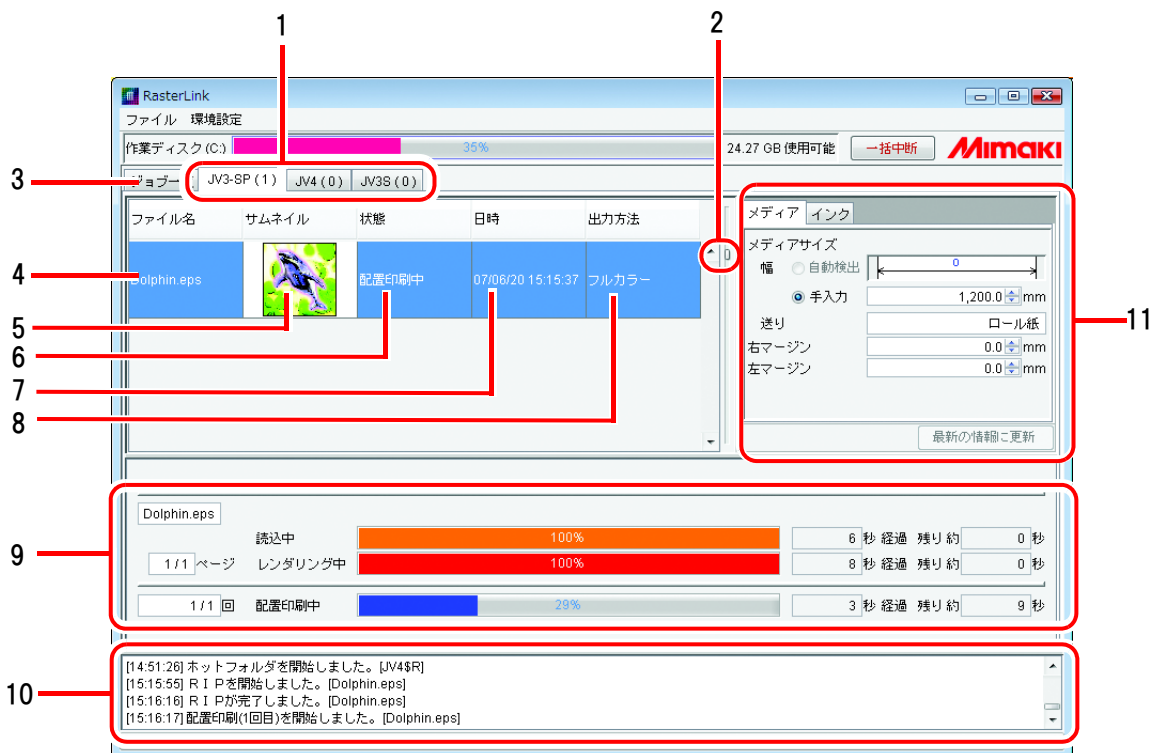 1
2
RasterLink
ファイル 環境設定
作業ディスク(C:) 35% 24.27 GB 使用可能 一括中断 Mimaki
3
ジョブ一 JV3-SP ( 1 ) JV4 ( 0 ) JV3S ( 0 )
ファイル名 サムネイル 状態 日時 出力方法
4
Dolphin.eps 配置印刷中 07/06/20 15:15:37 フルカラー
5
6
7
8
メディア インク
メディアサイズ
幅 自動検出 0
手入力 1,200.0 mm
送り ロール紙
右マージン 0.0 mm
左マージン 0.0 mm
最新の情報に更新
11
9
Dolphin.eps
読込中 100% 6 秒 経過 残り 約 0 秒
1 / 1 ページ レンダリング中 100% 8 秒 経過 残り 約 0 秒
1 / 1 回 配置印刷中 29% 3 秒 経過 残り 約 9 秒
10
[14:51:26] ホットフォルダを開始しました。[JV4$R]
[15:15:55] ＲＩＰを開始しました。[Dolphin.eps]
[15:16:16] ＲＩＰが完了しました。[Dolphin.eps]
[15:16:17] 配置印刷(1回目)を開始しました。[Dolphin.eps]